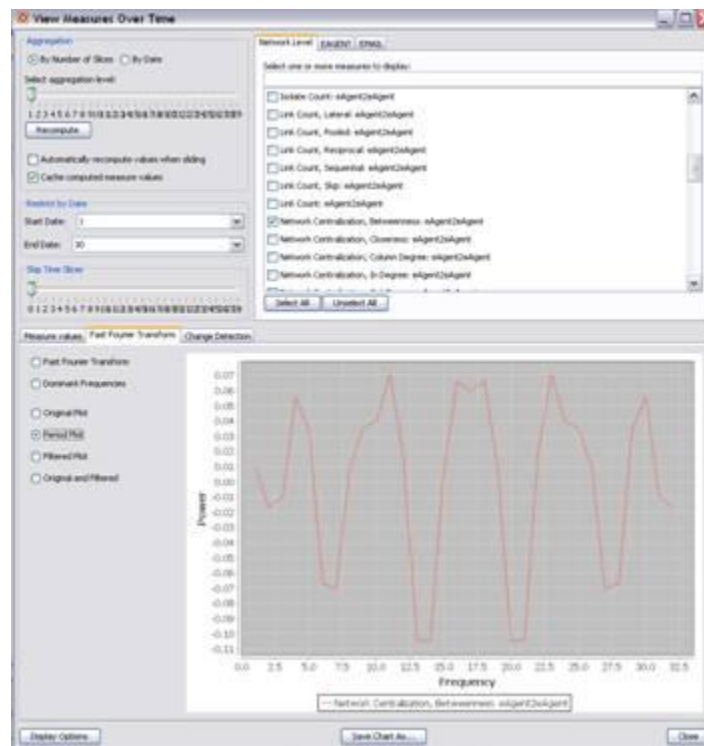 View Measures Over Time
Aggregation
By Number of Slices By Date
Select aggregation level:
Recompute
Automatically recompute values when sliding
Cache computed measure values
Restrict by Date
Start Date: 1
End Date: 30
Skip Time Slices
Network Level EMAIL
Select one or more measures to display:
Isolate Count: eAgent2eAgent
Link Count, Lateral: eAgent2eAgent
Link Count, Pooled: eAgent2eAgent
Link Count, Reciprocal: eAgent2eAgent
Link Count, Sequential: eAgent2eAgent
Link Count, Skip: eAgent2eAgent
Link Count: eAgent2eAgent
Network Centralization, Betweenness: eAgent2eAgent
Network Centralization, Closeness: eAgent2eAgent
Network Centralization, Column Degree: eAgent2eAgent
Network Centralization, In Degree: eAgent2eAgent
Select All Unselect All
Measure values Fast Fourier Transform Change Detection
Fast Fourier Transform
Dominant Frequencies
Original Plot
Period Plot
Filtered Plot
Original and Filtered
Power
0.07
0.06
0.05
0.04
0.03
0.02
0.01
0.00
-0.01
-0.02
-0.03
-0.04
-0.05
-0.06
-0.07
-0.08
-0.09
-0.10
-0.11
0.0 2.5 5.0 7.5 10.0 12.5 15.0 17.5 20.0 22.5 25.0 27.5 30.0 32.5
Frequency
Network Centralization, Betweenness: eAgent2eAgent
Display Options Save Chart As... Close